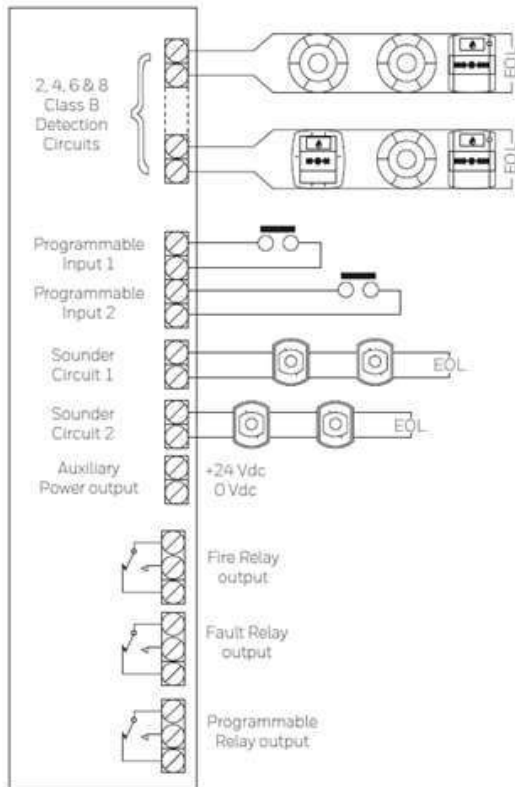 2, 4, 6 & 8
Class B
Detection
Circuits
EOL
EOL
Programmable
Input 1
Programmable
Input 2
Sounder
Circuit 1
EOL
Sounder
Circuit 2
EOL
Auxiliary
Power output
+24 Vdc
0 Vdc
Fire Relay
output
Fault Relay
output
Programmable
Relay output